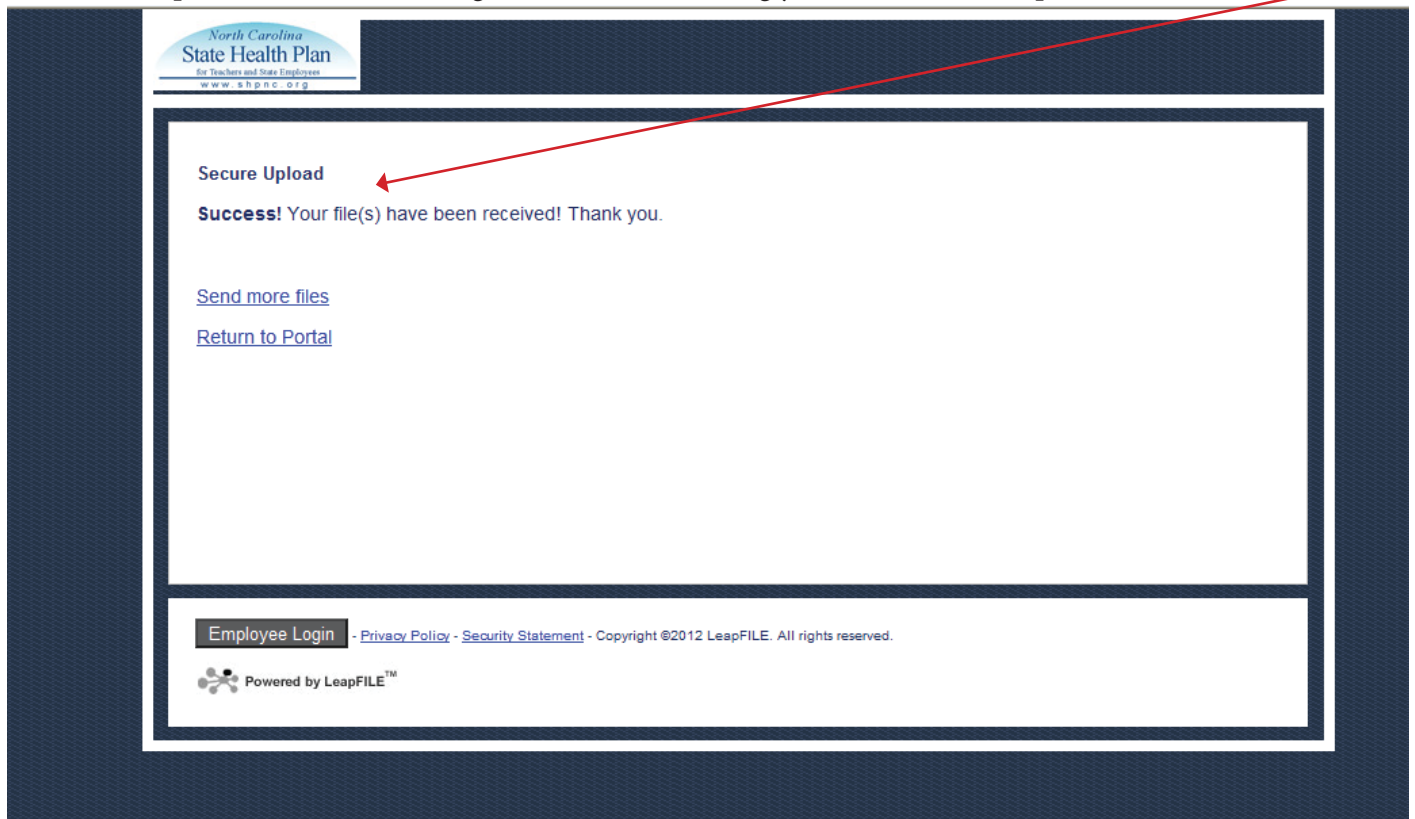 North Carolina
State Health Plan
for Teachers and State Employees
www.shpnc.org
Secure Upload
Success! Your file(s) have been received! Thank you.
Send more files
Return to Portal
Employee Login - Privacy Policy - Security Statement - Copyright ©2012 LeapFILE. All rights reserved.
Powered by LeapFILE™